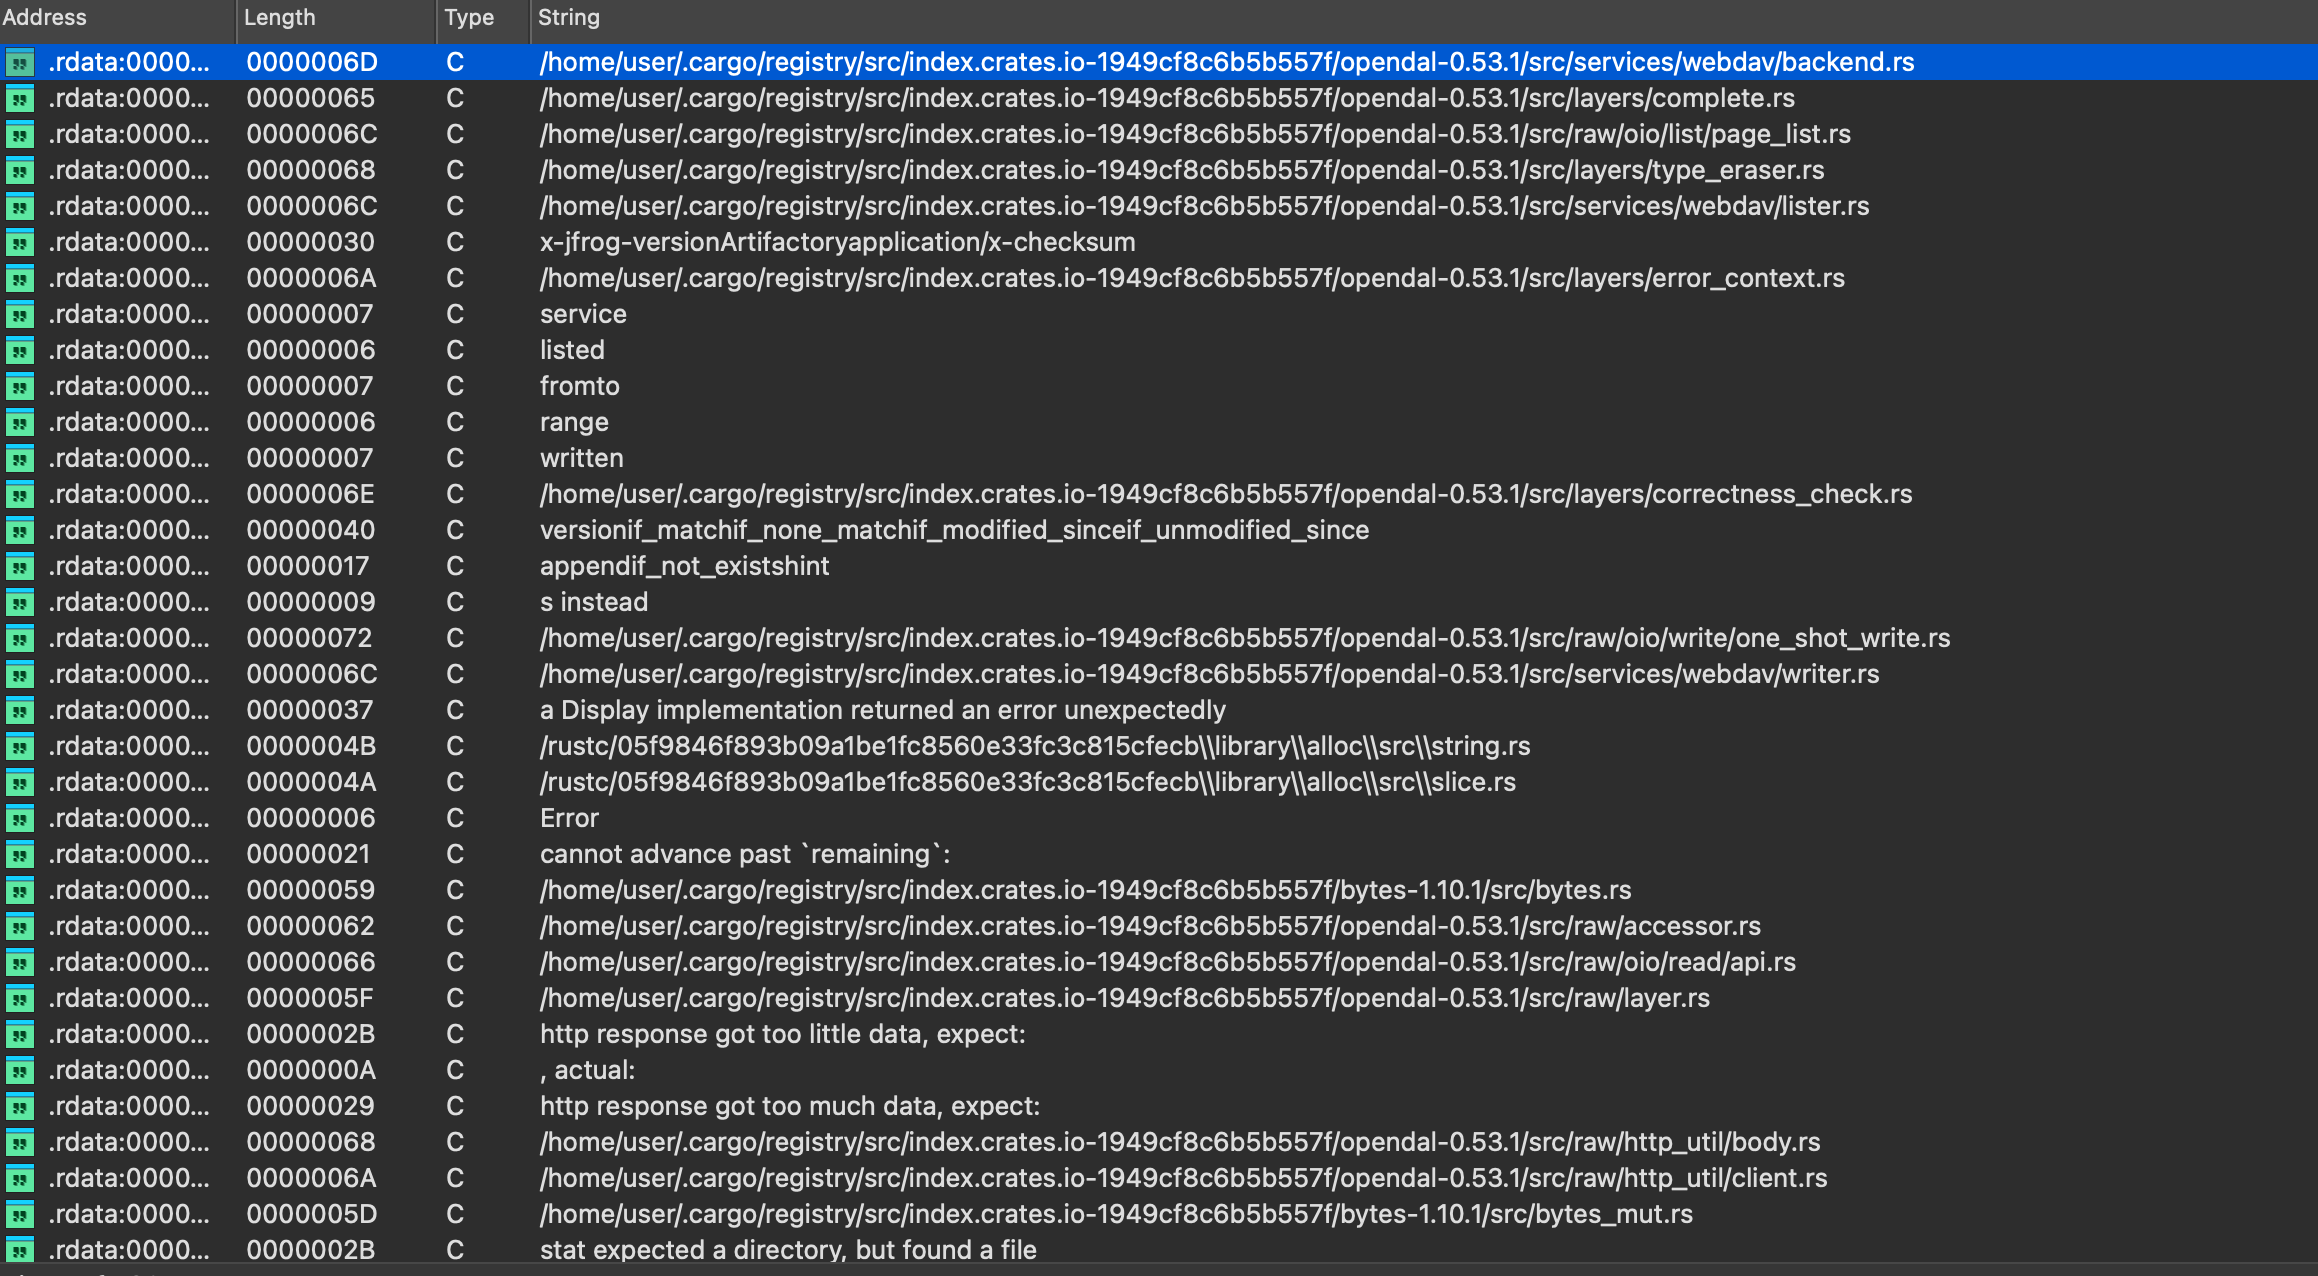 Address Length Type String
.rdata:0000... 0000006D C /home/user/.cargo/registry/src/index.crates.io-1949cf8c6b5b557f/opendal-0.53.1/src/services/webdav/backend.rs
.rdata:0000... 00000065 C /home/user/.cargo/registry/src/index.crates.io-1949cf8c6b5b557f/opendal-0.53.1/src/layers/complete.rs
.rdata:0000... 0000006C C /home/user/.cargo/registry/src/index.crates.io-1949cf8c6b5b557f/opendal-0.53.1/src/raw/oio/list/page_list.rs
.rdata:0000... 00000068 C /home/user/.cargo/registry/src/index.crates.io-1949cf8c6b5b557f/opendal-0.53.1/src/layers/type_eraser.rs
.rdata:0000... 0000006C C /home/user/.cargo/registry/src/index.crates.io-1949cf8c6b5b557f/opendal-0.53.1/src/services/webdav/lister.rs
.rdata:0000... 00000030 C x-jfrog-versionArtifactoryapplication/x-checksum
.rdata:0000... 0000006A C /home/user/.cargo/registry/src/index.crates.io-1949cf8c6b5b557f/opendal-0.53.1/src/layers/error_context.rs
.rdata:0000... 00000007 C service
.rdata:0000... 00000006 C listed
.rdata:0000... 00000007 C fromto
.rdata:0000... 00000006 C range
.rdata:0000... 00000007 C written
.rdata:0000... 0000006E C /home/user/.cargo/registry/src/index.crates.io-1949cf8c6b5b557f/opendal-0.53.1/src/layers/correctness_check.rs
.rdata:0000... 00000040 C versionif_matchif_none_matchif_modified_sinceif_unmodified_since
.rdata:0000... 00000017 C appendif_not_existshint
.rdata:0000... 00000009 C s instead
.rdata:0000... 00000072 C /home/user/.cargo/registry/src/index.crates.io-1949cf8c6b5b557f/opendal-0.53.1/src/raw/oio/write/one_shot_write.rs
.rdata:0000... 0000006C C /home/user/.cargo/registry/src/index.crates.io-1949cf8c6b5b557f/opendal-0.53.1/src/services/webdav/writer.rs
.rdata:0000... 00000037 C a Display implementation returned an error unexpectedly
.rdata:0000... 0000004B C /rustc/05f9846f893b09a1be1fc8560e33fc3c815cfecb\\library\\alloc\\src\\string.rs
.rdata:0000... 0000004A C /rustc/05f9846f893b09a1be1fc8560e33fc3c815cfecb\\library\\alloc\\src\\slice.rs
.rdata:0000... 00000006 C Error
.rdata:0000... 00000021 C cannot advance past `remaining`:
.rdata:0000... 00000059 C /home/user/.cargo/registry/src/index.crates.io-1949cf8c6b5b557f/bytes-1.10.1/src/bytes.rs
.rdata:0000... 00000062 C /home/user/.cargo/registry/src/index.crates.io-1949cf8c6b5b557f/opendal-0.53.1/src/raw/accessor.rs
.rdata:0000... 00000066 C /home/user/.cargo/registry/src/index.crates.io-1949cf8c6b5b557f/opendal-0.53.1/src/raw/oio/read/api.rs
.rdata:0000... 0000005F C /home/user/.cargo/registry/src/index.crates.io-1949cf8c6b5b557f/opendal-0.53.1/src/raw/layer.rs
.rdata:0000... 0000002B C http response got too little data, expect:
.rdata:0000... 0000000A C , actual:
.rdata:0000... 00000029 C http response got too much data, expect:
.rdata:0000... 00000068 C /home/user/.cargo/registry/src/index.crates.io-1949cf8c6b5b557f/opendal-0.53.1/src/raw/http_util/body.rs
.rdata:0000... 0000006A C /home/user/.cargo/registry/src/index.crates.io-1949cf8c6b5b557f/opendal-0.53.1/src/raw/http_util/client.rs
.rdata:0000... 0000005D C /home/user/.cargo/registry/src/index.crates.io-1949cf8c6b5b557f/bytes-1.10.1/src/bytes_mut.rs
.rdata:0000... 0000002B C stat expected a directory, but found a file